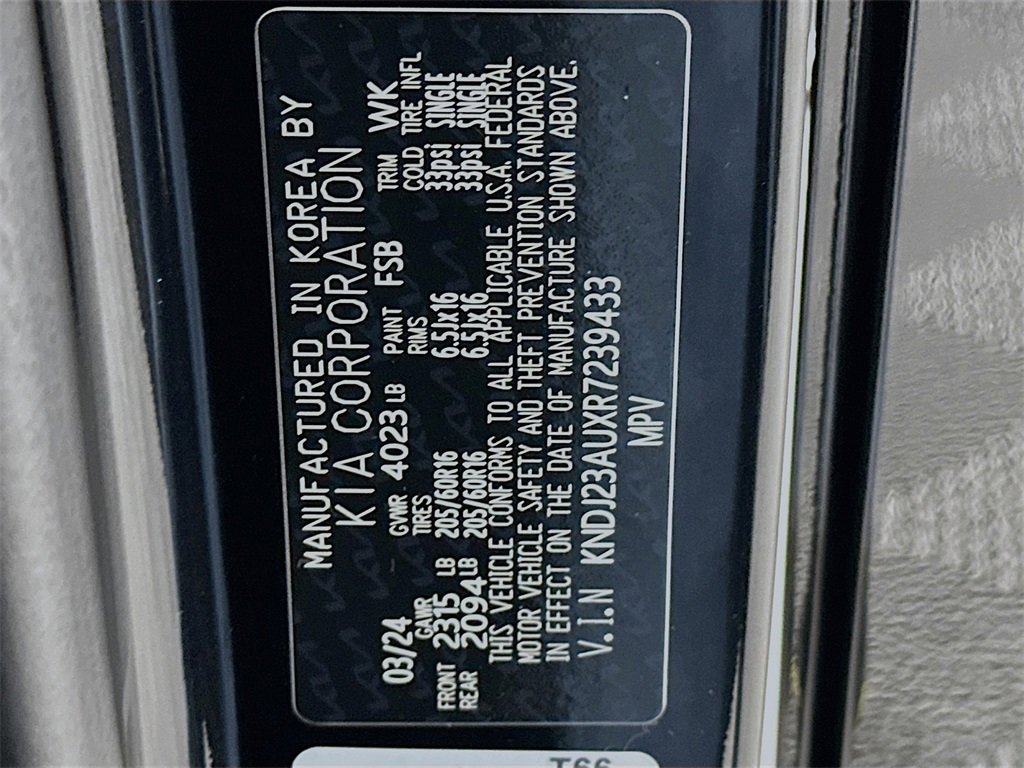 MANUFACTURED IN KOREA BY
KIA CORPORATION
03/24 GVWR 4023 LB PAINT FSB TRIM WK
GAWR TIRES RIMS COLD TIRE INFL
FRONT 2315 LB 205/60R16 6.5Jx16 33psi SINGLE
REAR 2094 LB 205/60R16 6.5Jx16 33psi SINGLE
THIS VEHICLE CONFORMS TO ALL APPLICABLE U.S.A. FEDERAL
MOTOR VEHICLE SAFETY AND THEFT PREVENTION STANDARDS
IN EFFECT ON THE DATE OF MANUFACTURE SHOWN ABOVE.
V.I.N KNDJ23AUXR7239433
MPV